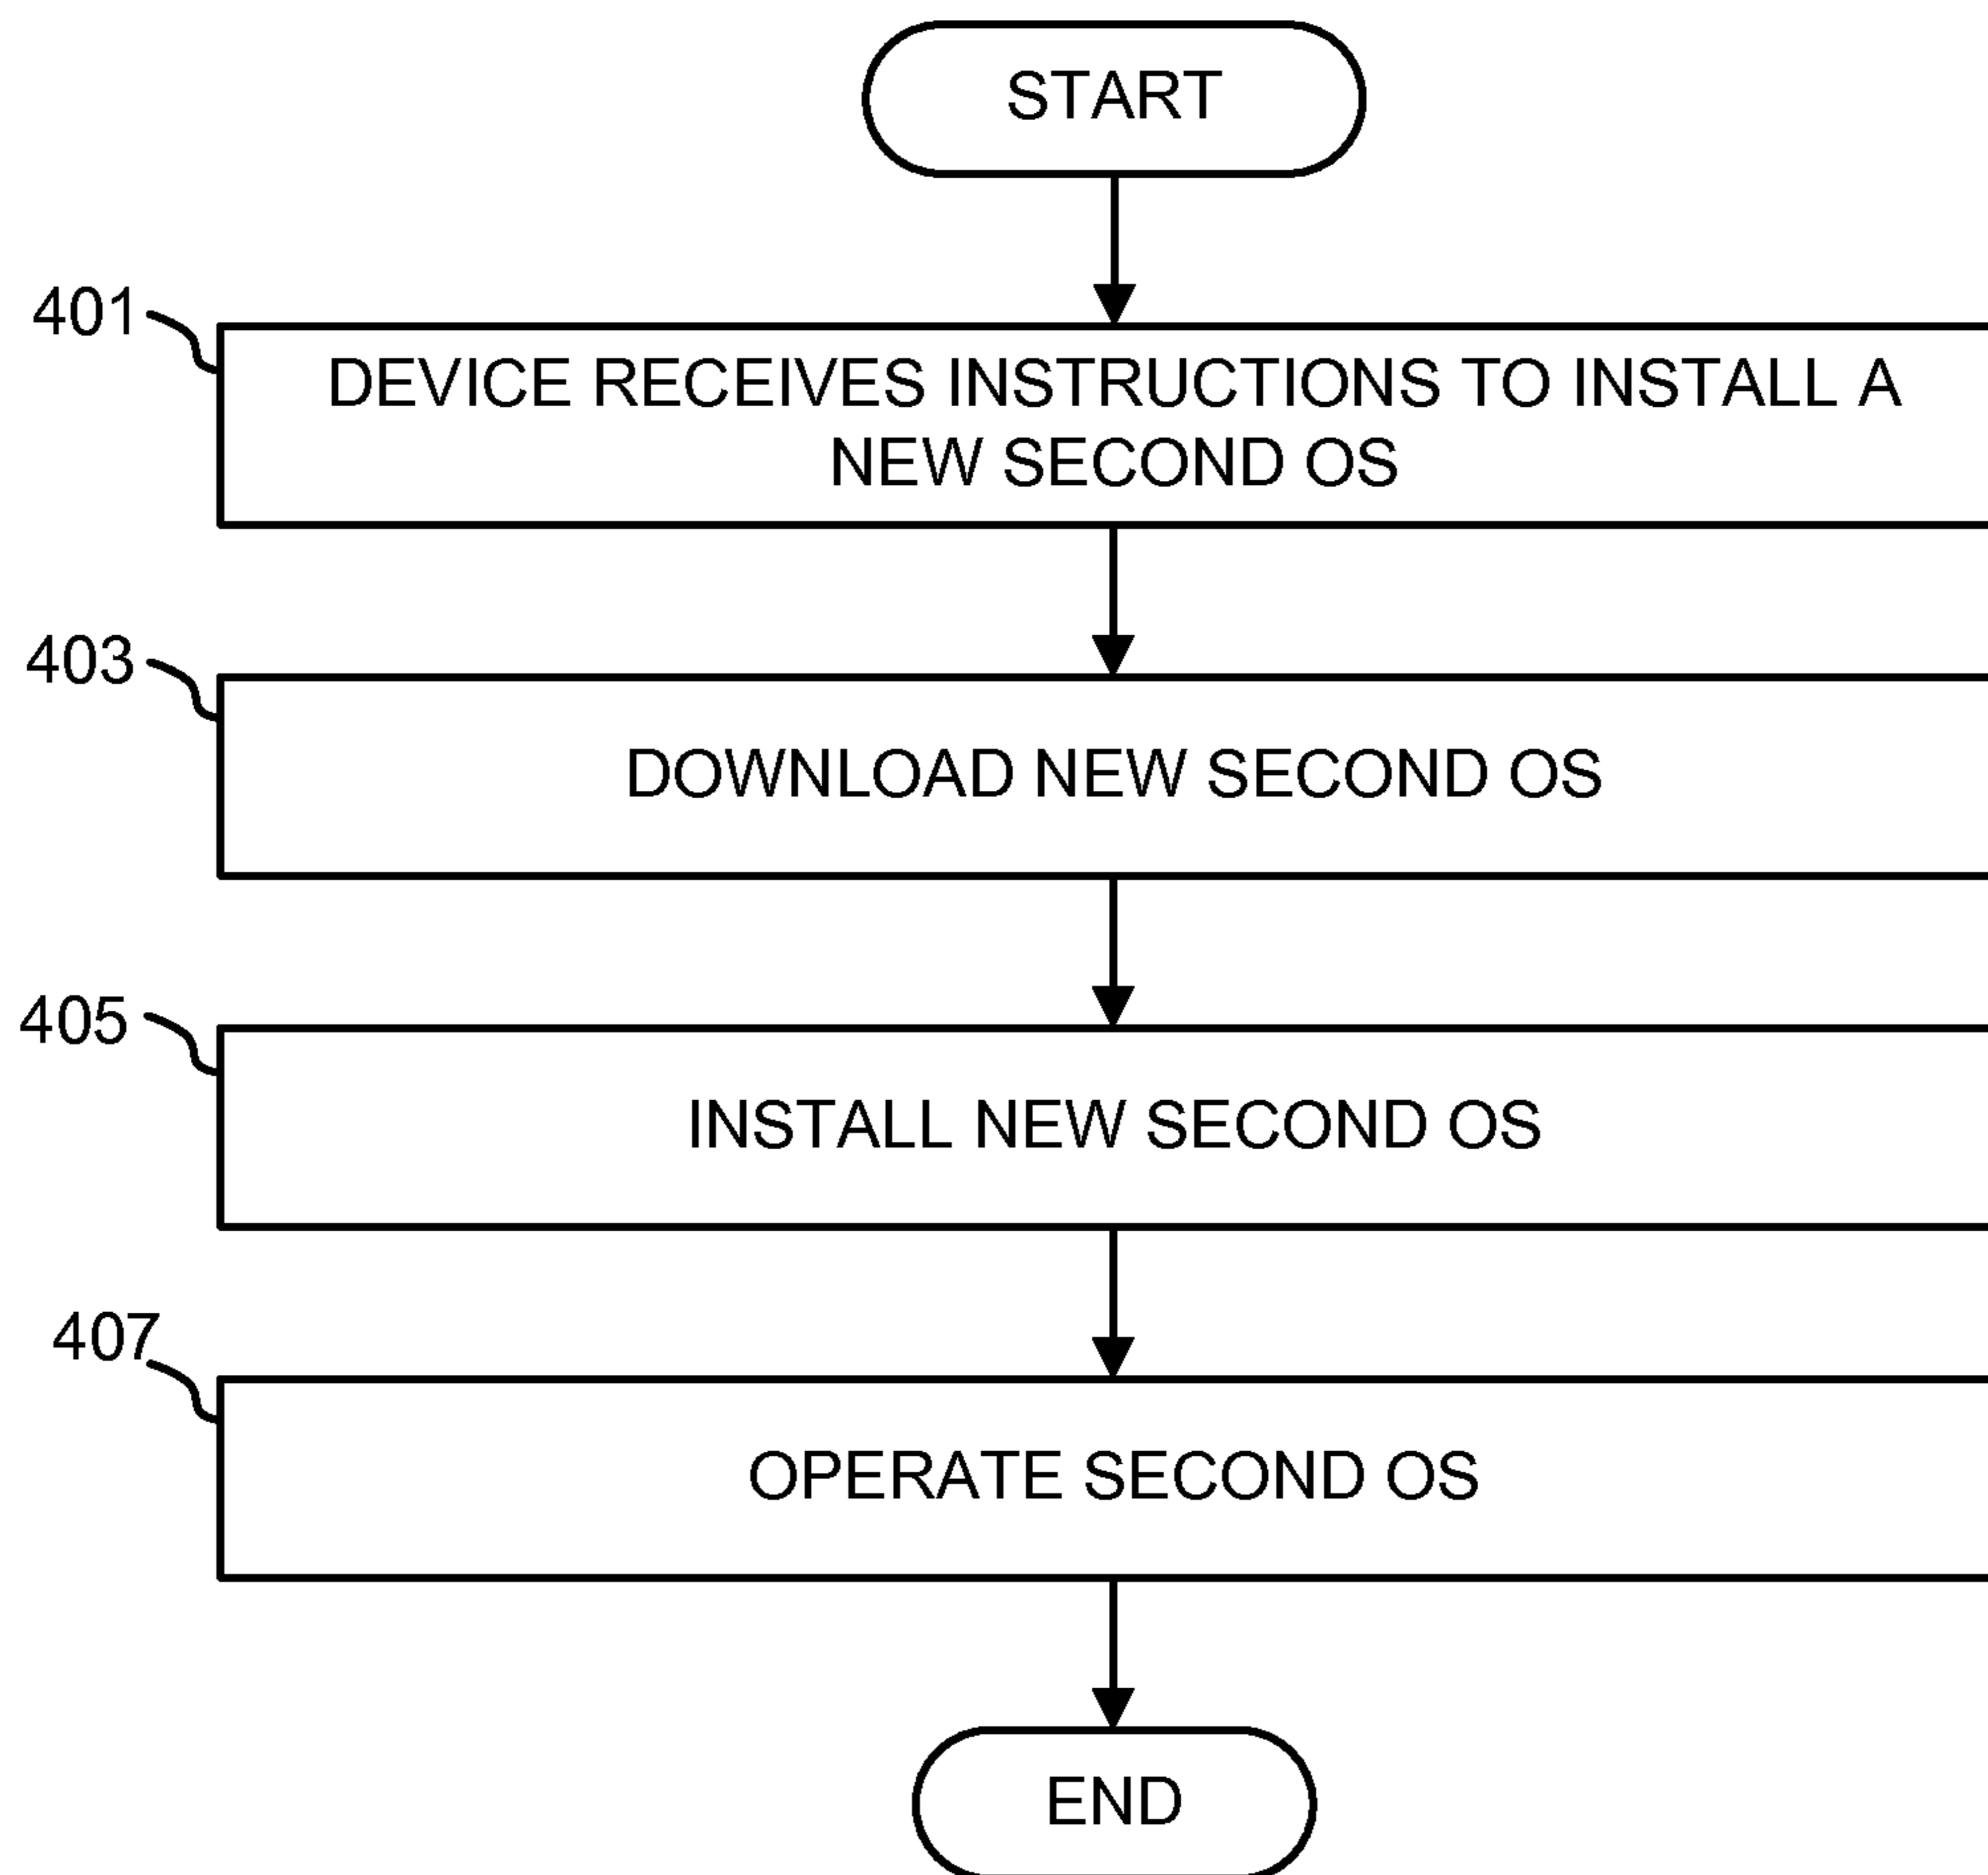 START
401
DEVICE RECEIVES INSTRUCTIONS TO INSTALL A
NEW SECOND OS
403
DOWNLOAD NEW SECOND OS
405
INSTALL NEW SECOND OS
407
OPERATE SECOND OS
END